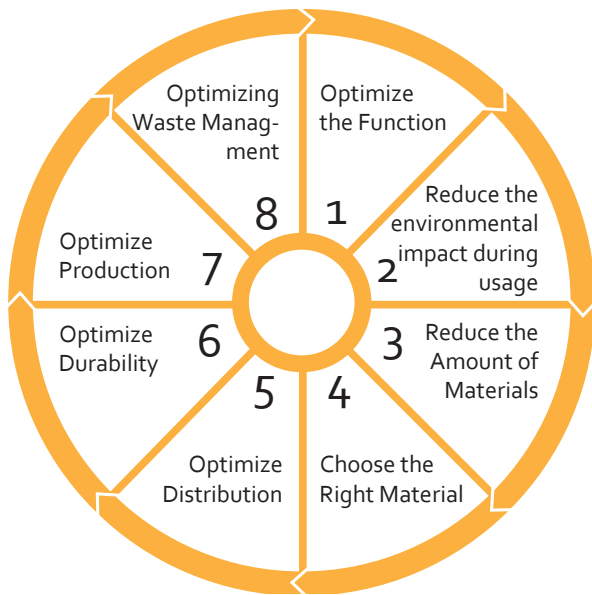 1
Optimize
the Function
2
Reduce the
environmental
impact during
usage
3
Reduce the
Amount of
Materials
4
Choose the
Right Material
5
Optimize
Distribution
6
Optimize
Durability
7
Optimize
Production
8
Optimizing
Waste Manag-
ment